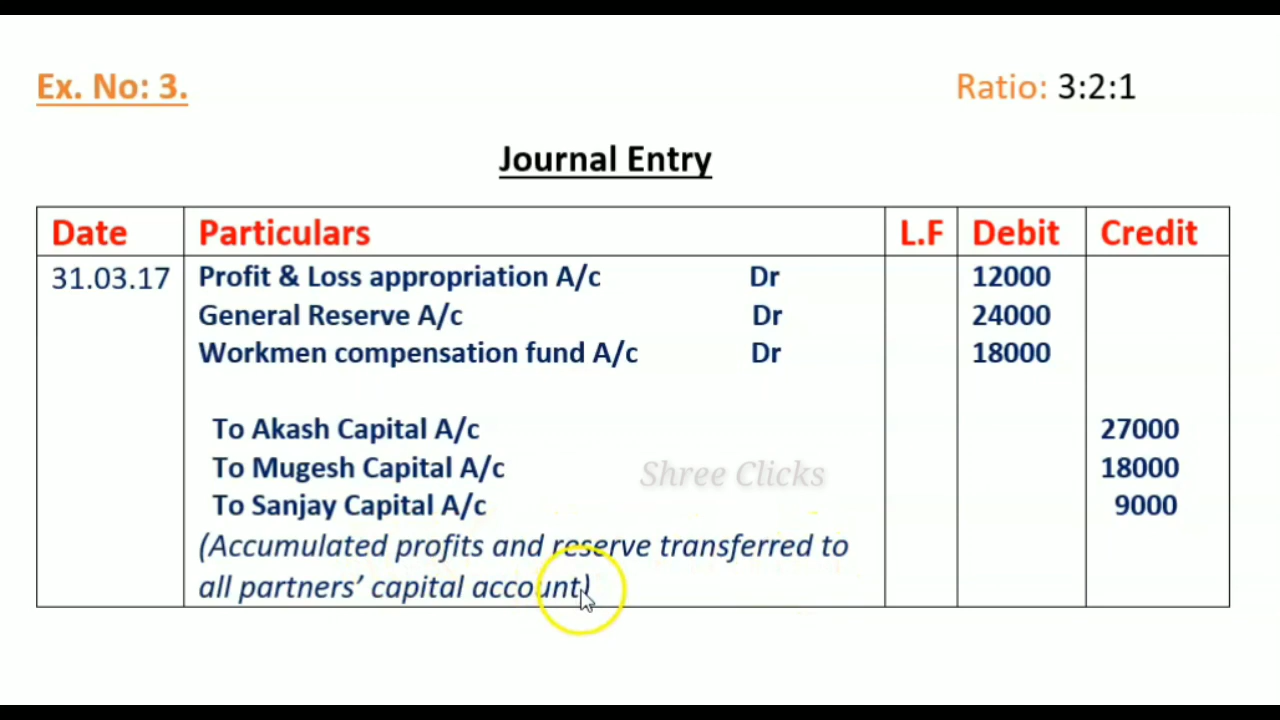 Ex. No: 3. Ratio: 3:2:1
Journal Entry
Date Particulars L.F Debit Credit
31.03.17 Profit & Loss appropriation A/c Dr 12000
General Reserve A/c Dr 24000
Workmen compensation fund A/c Dr 18000
To Akash Capital A/c 27000
To Mugesh Capital A/c 18000
Shree Clicks
To Sanjay Capital A/c 9000
(Accumulated profits and reserve transferred to
all partners’ capital account)